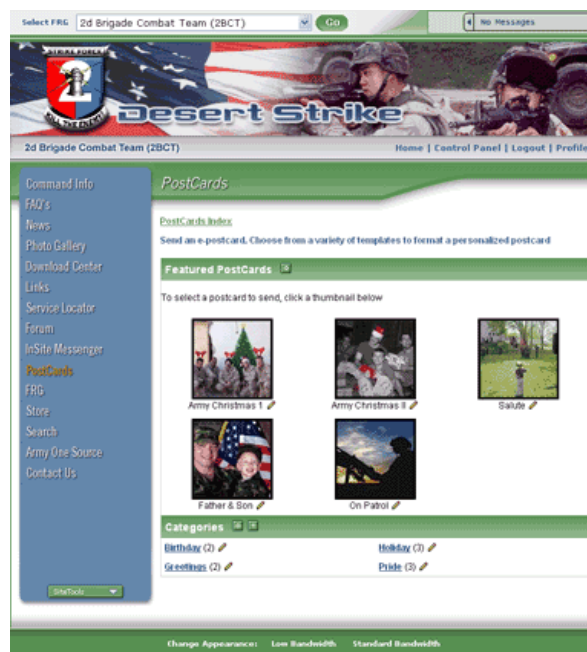 Select FRG 2d Brigade Combat Team (2BCT) Go No Messages
STRIKE FORCE
2
KILL THE ENEMY
Desert Strike
2d Brigade Combat Team (2BCT) Home | Control Panel | Logout | Profile
Command Info
FAQ's
News
Photo Gallery
Download Center
Links
Service Locator
Forum
InSite Messenger
PostCards
FRG
Store
Search
Army One Source
Contact Us
SiteTools
PostCards
PostCards Index
Send an e-postcard. Choose from a variety of templates to format a personalized postcard
Featured PostCards
To select a postcard to send, click a thumbnail below
Army Christmas 1 Army Christmas II Salute
Father & Son On Patrol
Categories
Birthday (2) Holiday (3)
Greetings (2) Pride (3)
Change Appearance: Low Bandwidth Standard Bandwidth